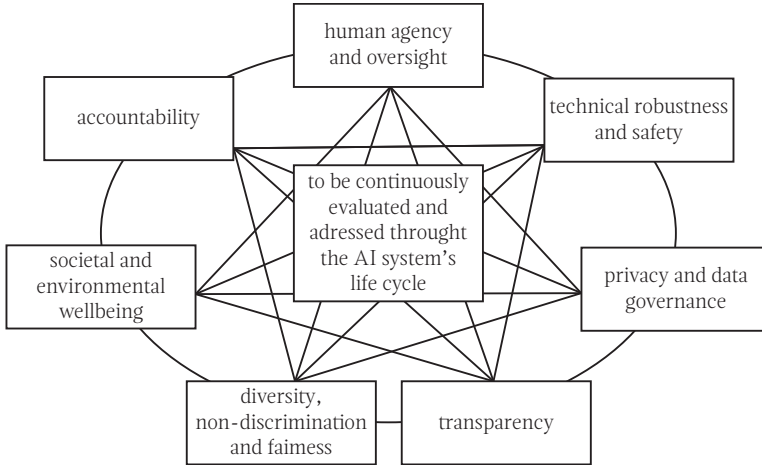 human agency
and oversight
accountability
technical robustness
and safety
to be continuously
evaluated and
adressed throught
the AI system's
life cycle
societal and
environmental
wellbeing
privacy and data
governance
diversity,
non-discrimination
and faimess
transparency